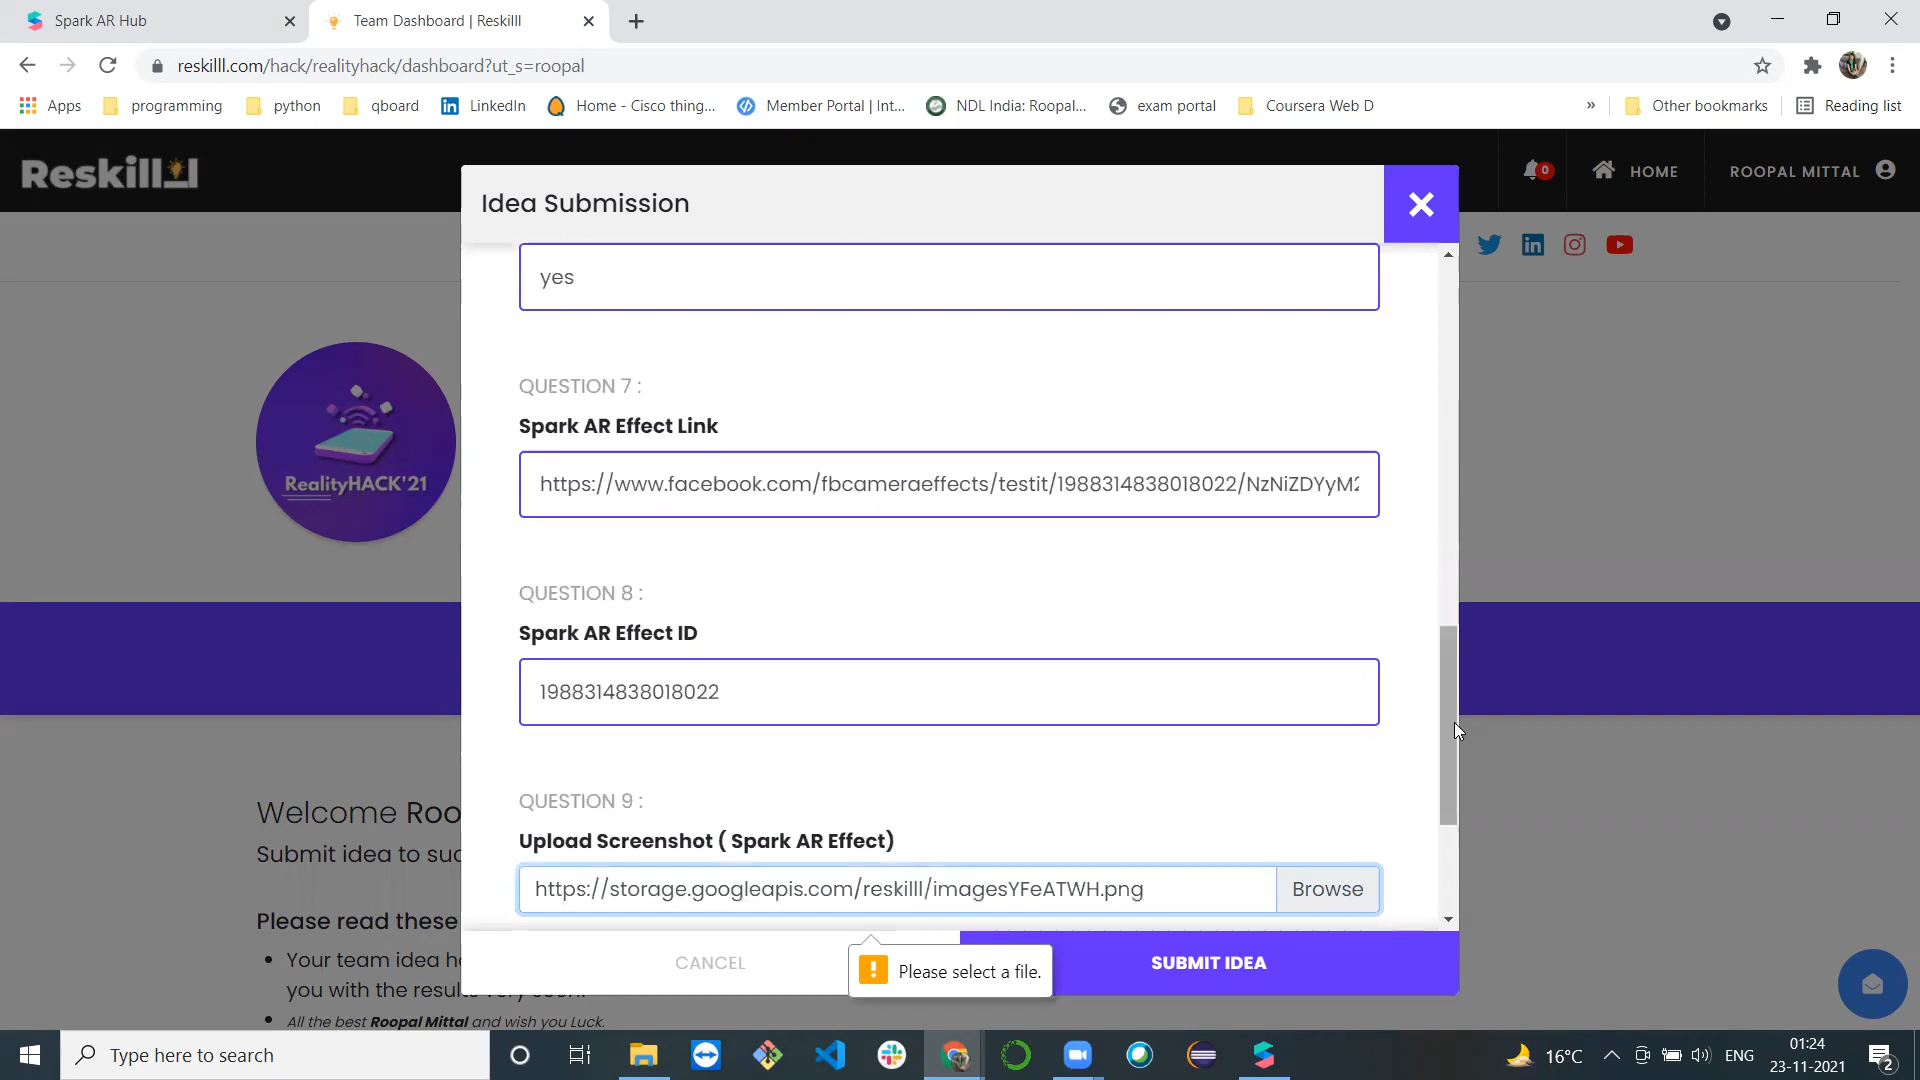 Spark AR Hub
Team Dashboard | Reskilll
reskilll.com/hack/realityhack/dashboard?ut_s=roopal
Apps programming python qboard LinkedIn Home - Cisco thing... Member Portal | Int... NDL India: Roopal... exam portal Coursera Web D » Other bookmarks Reading list
Reskilll
0 HOME ROOPAL MITTAL
Idea Submission
yes
RealityHACK'21
QUESTION 7 :
Spark AR Effect Link
https://www.facebook.com/fbcameraeffects/testit/1988314838018022/NzNiZDYyM2
QUESTION 8 :
Spark AR Effect ID
1988314838018022
QUESTION 9 :
Upload Screenshot ( Spark AR Effect)
https://storage.googleapis.com/reskilll/imagesYFeATWH.png Browse
Welcome Roo
Submit idea to suc
Please read these
Your team idea h
you with the
All the best Roopal Mittal and wish you Luck.
CANCEL
Please select a file.
SUBMIT IDEA
Type here to search
16°C ENG
01:24
23-11-2021
2